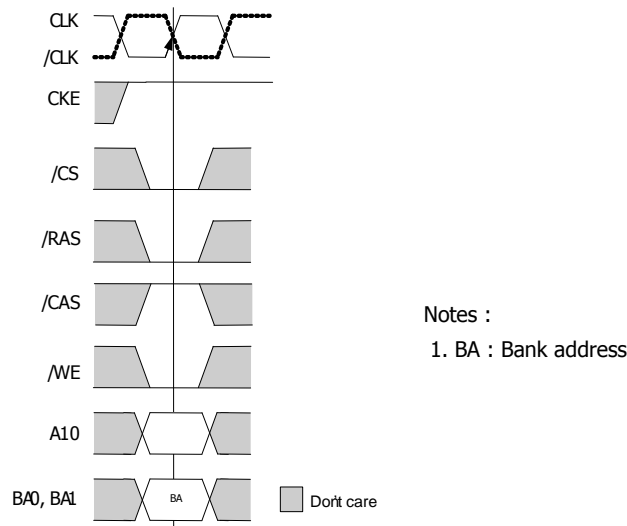 CLK
/CLK
CKE
/CS
/RAS
/CAS
/WE
A10
BA0, BA1
BA
Don't care
Notes :
1. BA : Bank address